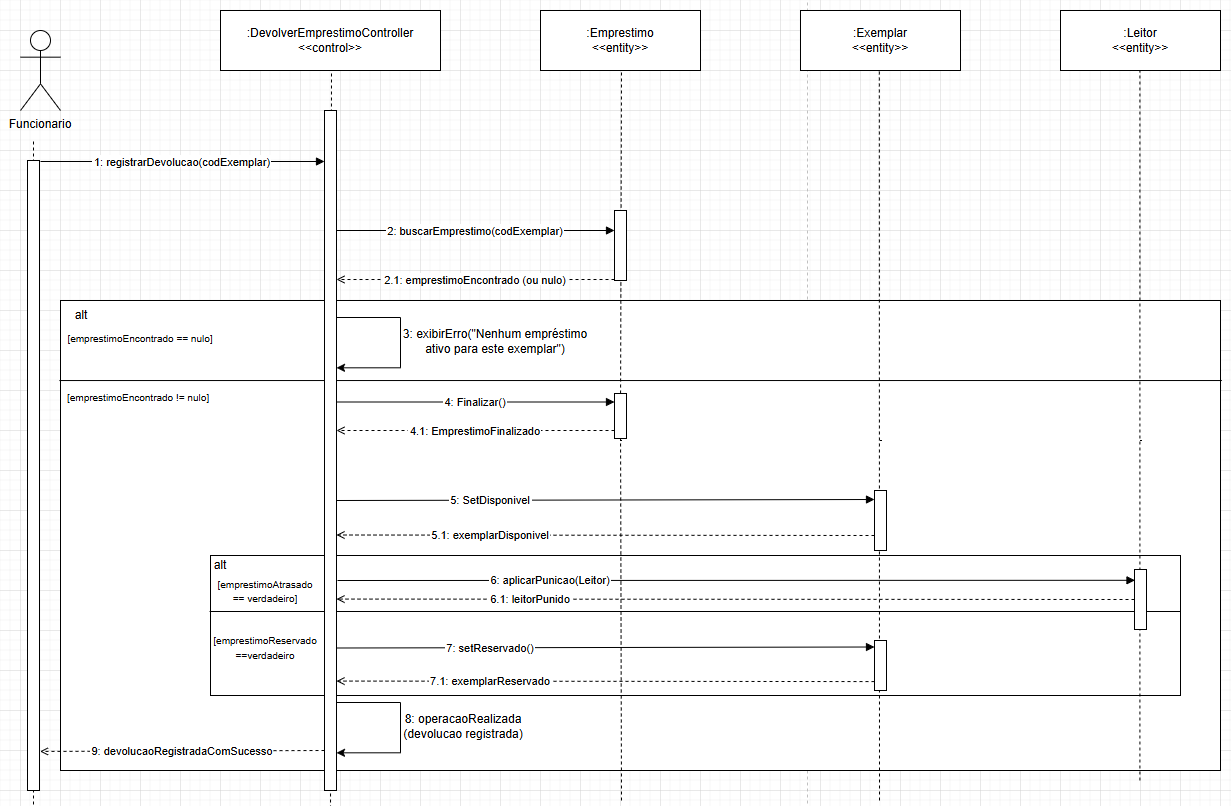 :DevolverEmprestimoController
<<control>>
:Emprestimo
<<entity>>
:Exemplar
<<entity>>
:Leitor
<<entity>>
Funcionario
1: registrarDevolucao(codExemplar)
2: buscarEmprestimo(codExemplar)
2.1: emprestimoEncontrado (ou nulo)
alt
[emprestimoEncontrado == nulo]
3: exibirErro("Nenhum empréstimo
ativo para este exemplar")
[emprestimoEncontrado != nulo]
4: Finalizar()
4.1: EmprestimoFinalizado
5: SetDisponivel
5.1: exemplarDisponivel
alt
[emprestimoAtrasado
== verdadeiro]
6: aplicarPunicao(Leitor)
6.1: leitorPunido
[emprestimoReservado
==verdadeiro
7: setReservado()
7.1: exemplarReservado
8: operacaoRealizada
(devolucao registrada)
9: devolucaoRegistradaComSucesso